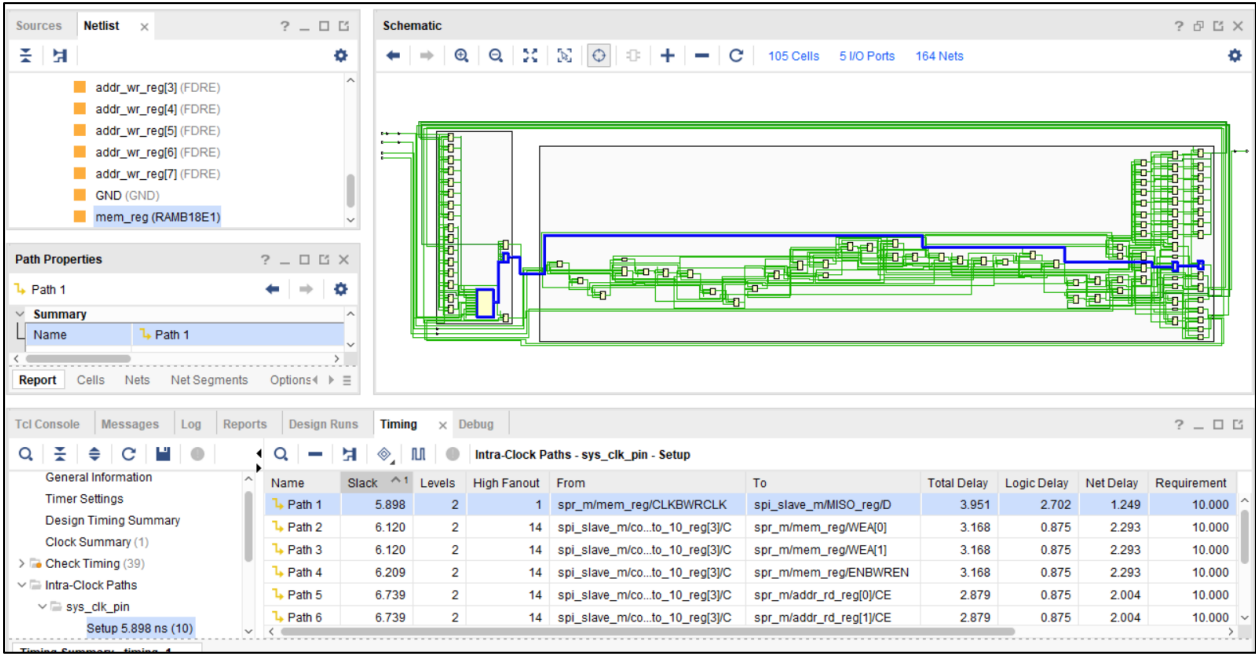 Sources Netlist × ? _
addr_wr_reg[3] (FDRE)
addr_wr_reg[4] (FDRE)
addr_wr_reg[5] (FDRE)
addr_wr_reg[6] (FDRE)
addr_wr_reg[7] (FDRE)
GND (GND)
mem_reg (RAMB18E1)
Path Properties ? _ ×
Path 1
Summary
Name Path 1
Report Cells Nets Net Segments Options
Schematic ? ×
105 Cells 5 I/O Ports 164 Nets
Tcl Console Messages Log Reports Design Runs Timing × Debug ? _
Intra-Clock Paths - sys_clk_pin - Setup
General Information
Timer Settings
Design Timing Summary
Clock Summary (1)
Check Timing (39)
Intra-Clock Paths
sys_clk_pin
Setup 5.898 ns (10)
Name Slack ^1 Levels High Fanout From To Total Delay Logic Delay Net Delay Requirement
Path 1 5.898 2 1 spr_m/mem_reg/CLKBWRCLK spi_slave_m/MISO_reg/D 3.951 2.702 1.249 10.000
Path 2 6.120 2 14 spi_slave_m/co...to_10_reg[3]/C spr_m/mem_reg/WEA[0] 3.168 0.875 2.293 10.000
Path 3 6.120 2 14 spi_slave_m/co...to_10_reg[3]/C spr_m/mem_reg/WEA[1] 3.168 0.875 2.293 10.000
Path 4 6.209 2 14 spi_slave_m/co...to_10_reg[3]/C spr_m/mem_reg/ENBWREN 3.168 0.875 2.293 10.000
Path 5 6.739 2 14 spi_slave_m/co...to_10_reg[3]/C spr_m/addr_rd_reg[0]/CE 2.879 0.875 2.004 10.000
Path 6 6.739 2 14 spi_slave_m/co...to_10_reg[3]/C spr_m/addr_rd_reg[1]/CE 2.879 0.875 2.004 10.000
Timing Summary - timing_1